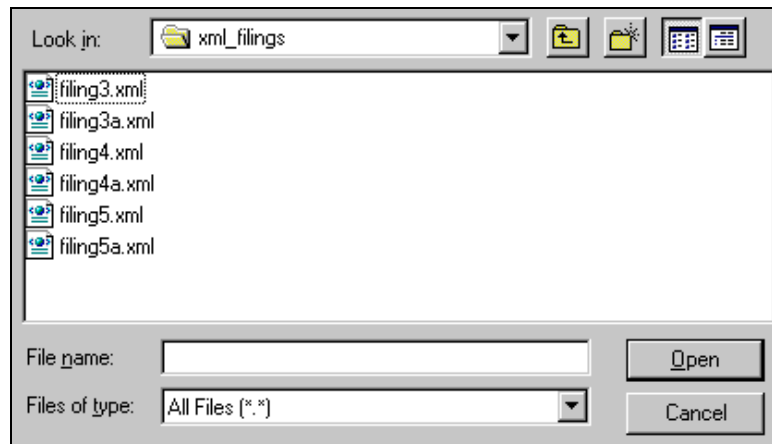 Look in: xml_filings
filing3.xml
filing3a.xml
filing4.xml
filing4a.xml
filing5.xml
filing5a.xml
File name: Open
Files of type: All Files (*.*) Cancel